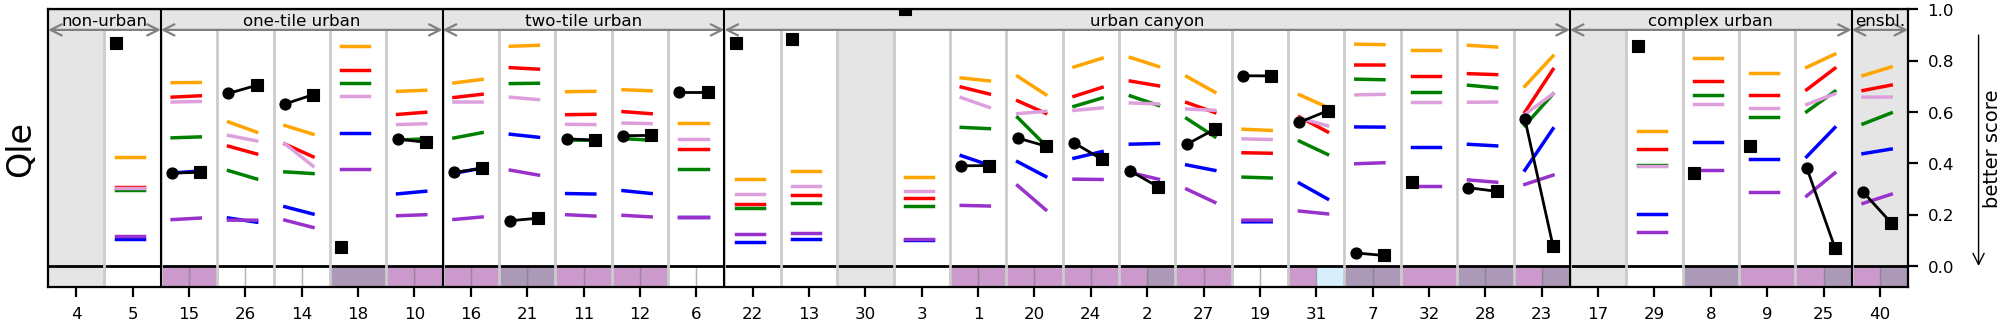 non-urban one-tile urban two-tile urban urban canyon complex urban ensbl.
1.0
0.8
0.6
0.4
0.2
0.0
Qle
better score
4 5 15 26 14 18 10 16 21 11 12 6 22 13 30 3 1 20 24 2 27 19 31 7 32 28 23 17 29 8 9 25 40